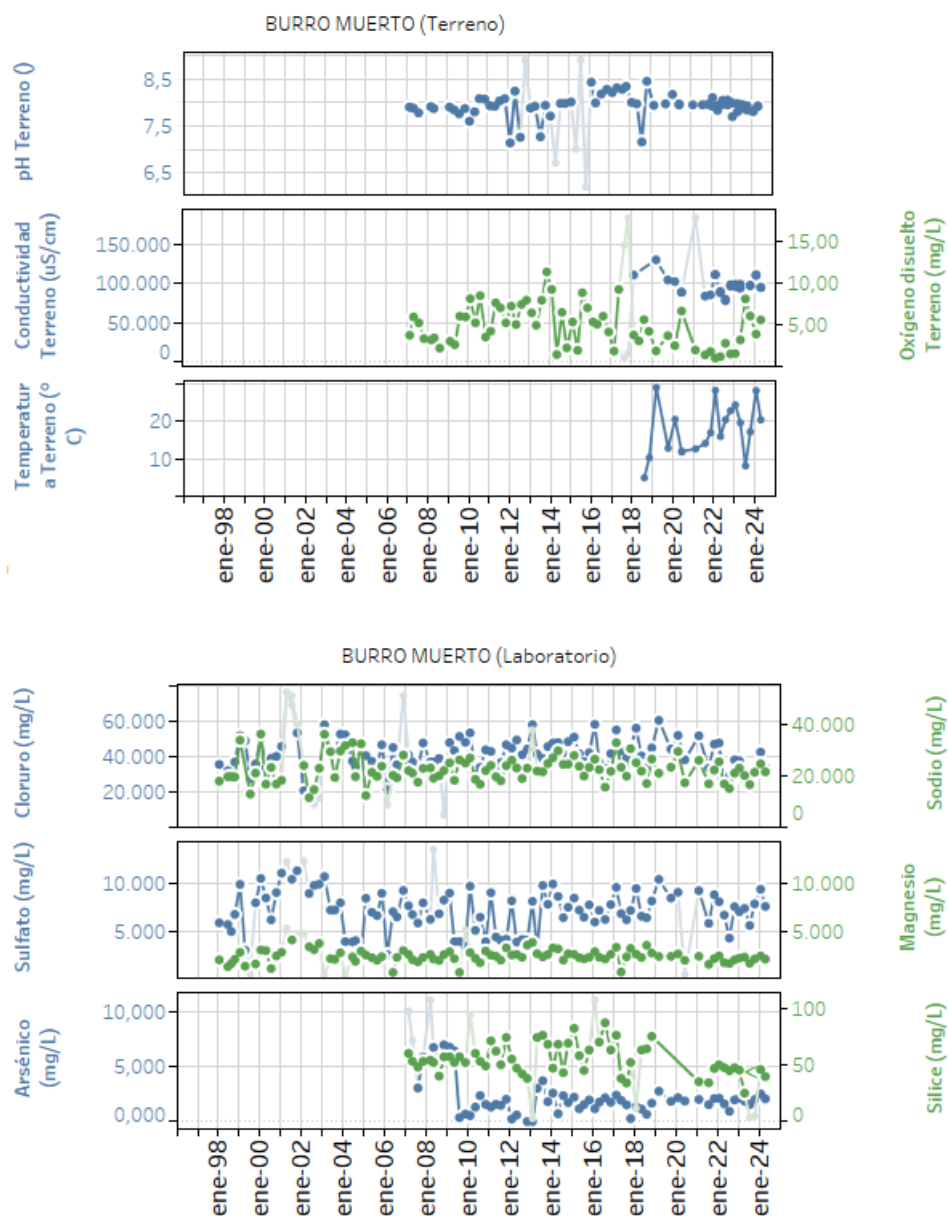 BURRO MUERTO (Terreno)
pH Terreno ()
8,5
7,5
6,5
Conductividad
Terreno (uS/cm)
150.000
100.000
50.000
0
15,00
10,00
5,00
Oxígeno disuelto
Terreno (mg/L)
Temperatur
a Terreno (°
C)
20
10
ene-98
ene-00
ene-02
ene-04
ene-06
ene-08
ene-10
ene-12
ene-14
ene-16
ene-18
ene-20
ene-22
ene-24
BURRO MUERTO (Laboratorio)
Cloruro (mg/L)
60.000
40.000
20.000
40.000
20.000
0
Sodio (mg/L)
Sulfato (mg/L)
10.000
5.000
10.000
5.000
0
Magnesio
(mg/L)
Arsénico
(mg/L)
10,000
5,000
0,000
100
50
0
Sílice (mg/L)
<
ene-98
ene-00
ene-02
ene-04
ene-06
ene-08
ene-10
ene-12
ene-14
ene-16
ene-18
ene-20
ene-22
ene-24